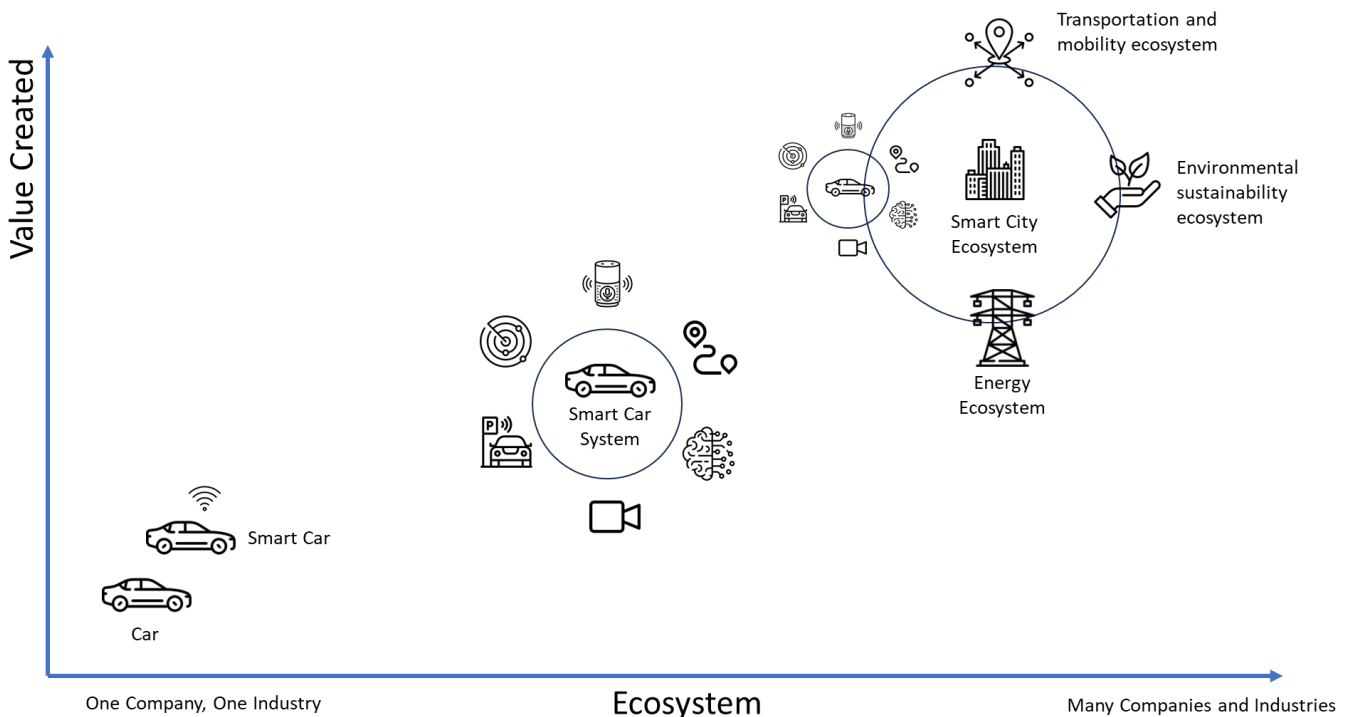 Transportation and
mobility ecosystem
Value Created
Environmental
sustainability
ecosystem
Smart City
Ecosystem
P
Energy
Ecosystem
Smart Car
System
P
Smart Car
Car
One Company, One Industry
Ecosystem
Many Companies and Industries